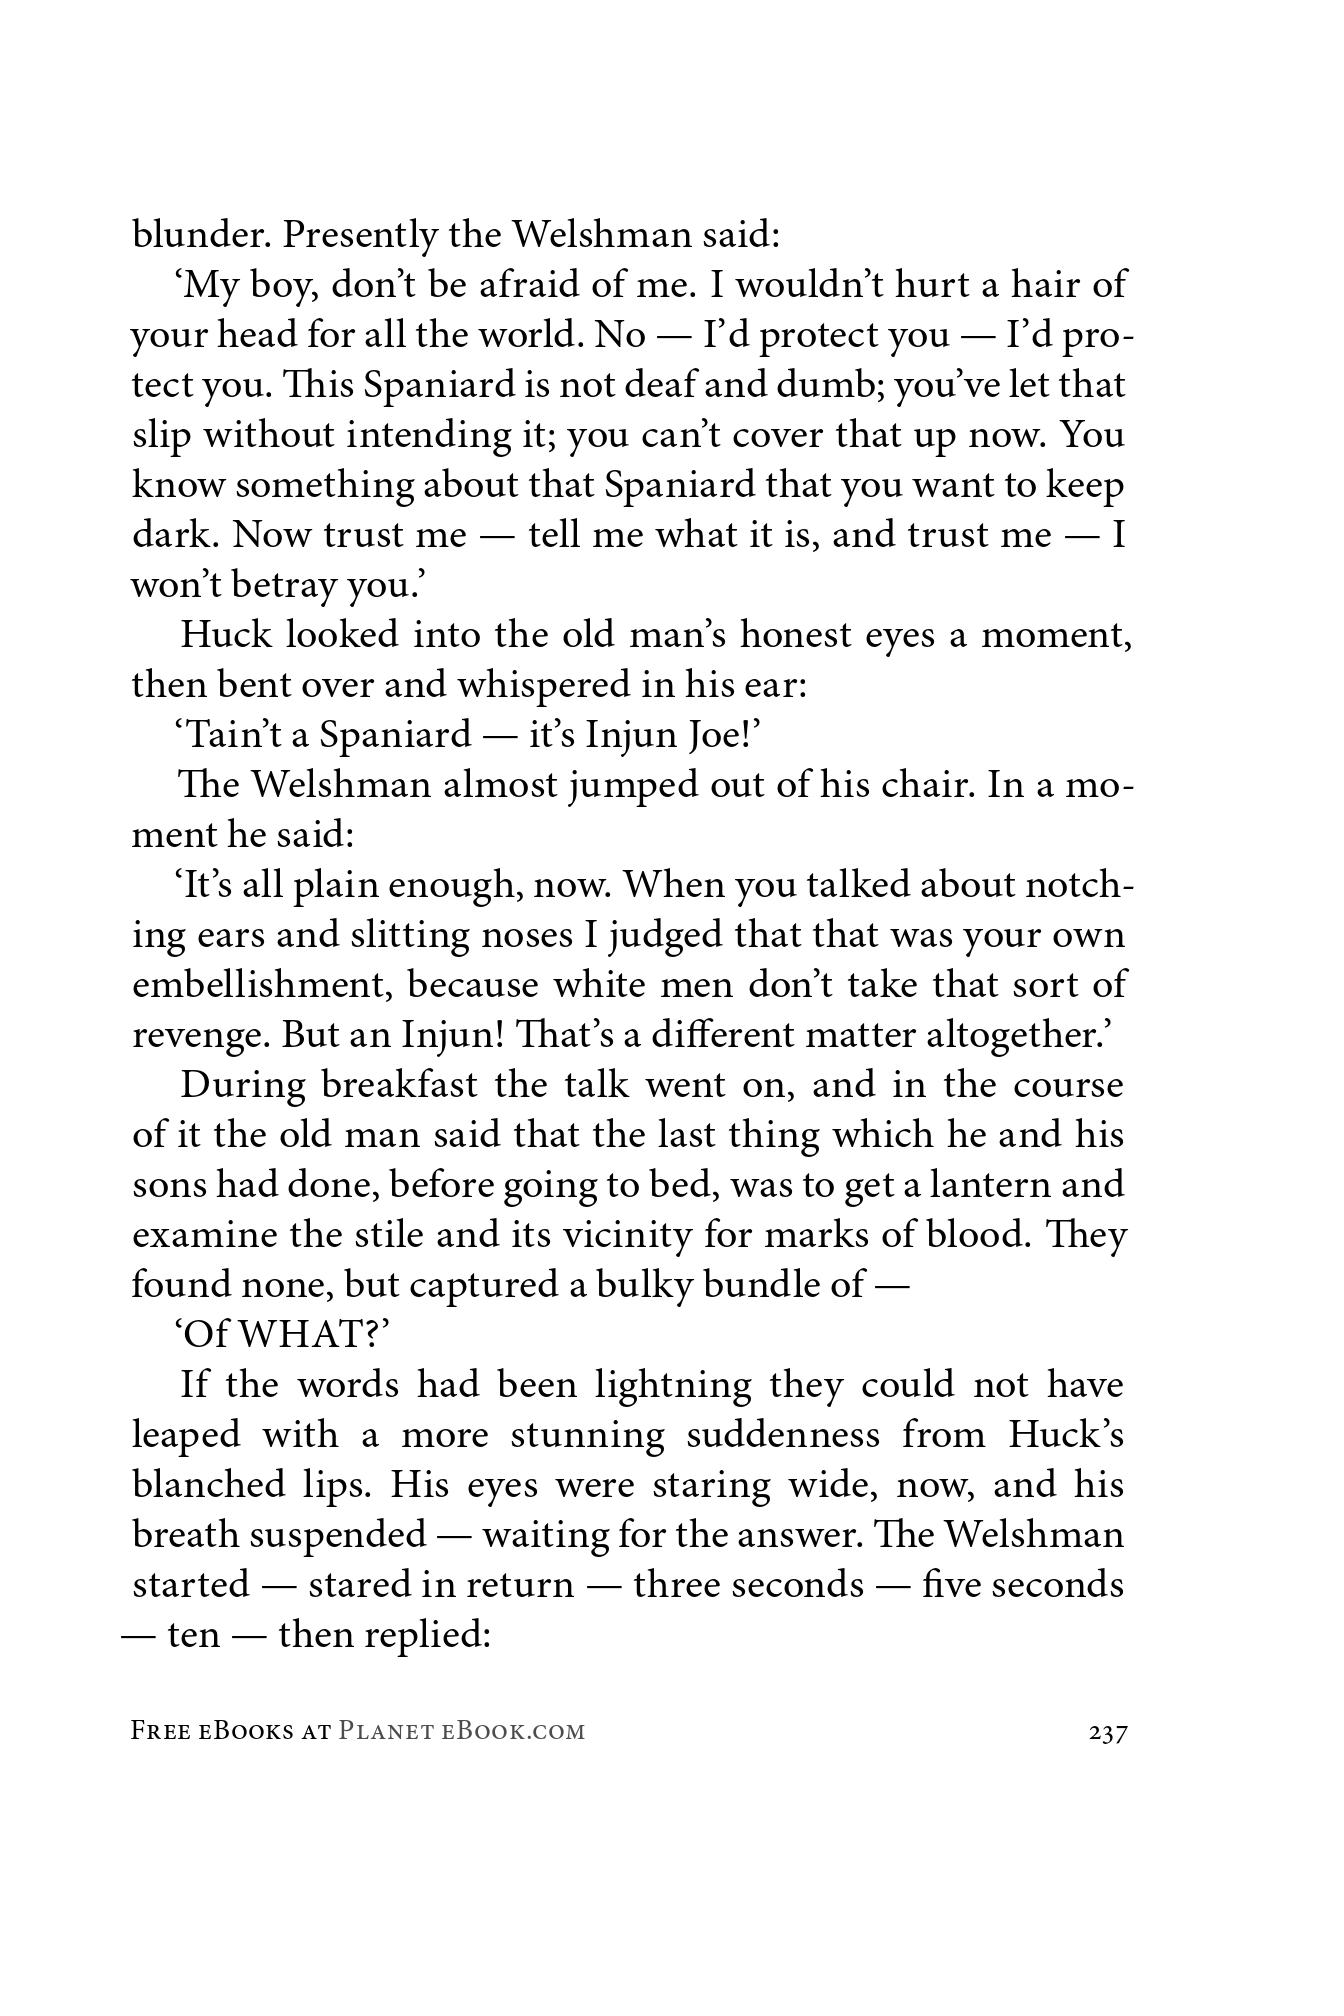 blunder. Presently the Welshman said:
‘My boy, don’t be afraid of me. I wouldn’t hurt a hair of
your head for all the world. No — I’d protect you — I’d pro-
tect you. This Spaniard is not deaf and dumb; you’ve let that
slip without intending it; you can’t cover that up now. You
know something about that Spaniard that you want to keep
dark. Now trust me — tell me what it is, and trust me — I
won’t betray you.’
Huck looked into the old man’s honest eyes a moment,
then bent over and whispered in his ear:
‘Tain’t a Spaniard — it’s Injun Joe!’
The Welshman almost jumped out of his chair. In a mo-
ment he said:
‘It’s all plain enough, now. When you talked about notch-
ing ears and slitting noses I judged that that was your own
embellishment, because white men don’t take that sort of
revenge. But an Injun! That’s a different matter altogether.’
During breakfast the talk went on, and in the course
of it the old man said that the last thing which he and his
sons had done, before going to bed, was to get a lantern and
examine the stile and its vicinity for marks of blood. They
found none, but captured a bulky bundle of —
‘Of WHAT?’
If the words had been lightning they could not have
leaped with a more stunning suddenness from Huck’s
blanched lips. His eyes were staring wide, now, and his
breath suspended — waiting for the answer. The Welshman
started — stared in return — three seconds — five seconds
— ten — then replied:
Free eBooks at Planet eBook.com 237